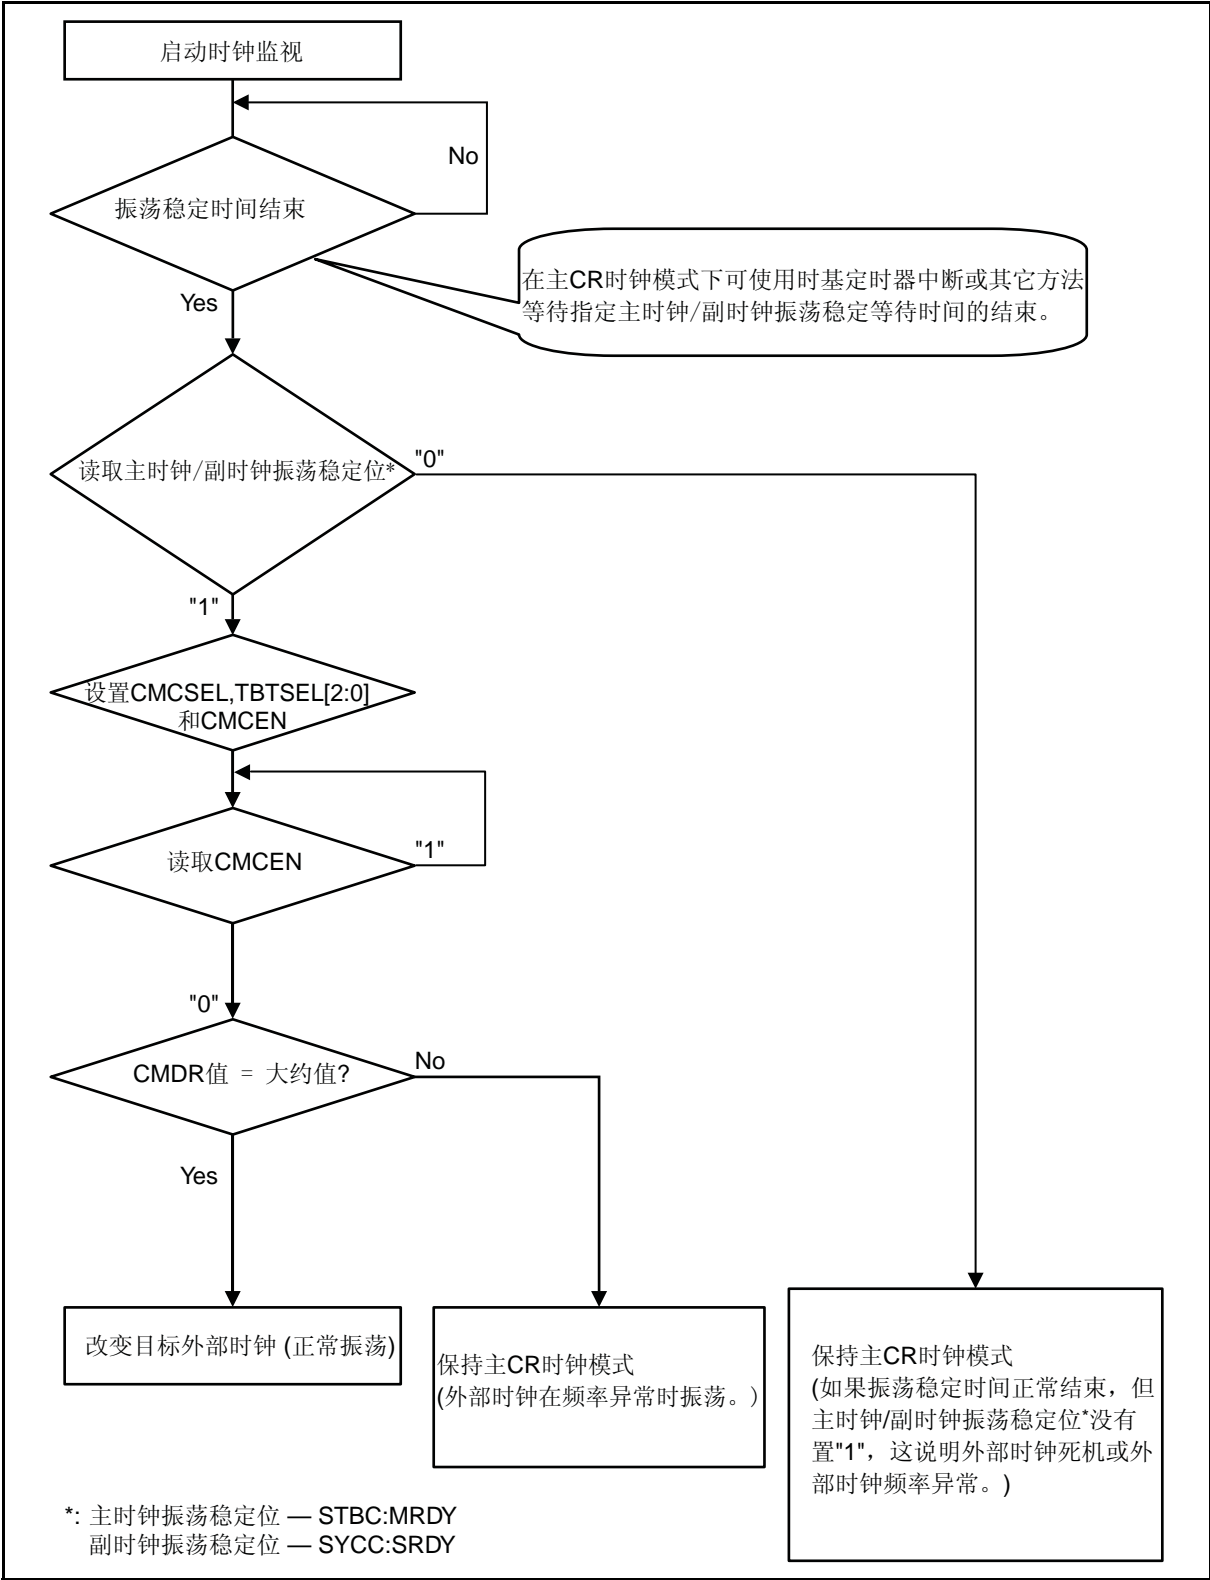 启动时钟监视
No
振荡稳定时间结束
在主CR时钟模式下可使用时基定时器中断或其它方法
等待指定主时钟/副时钟振荡稳定等待时间的结束。
Yes
读取主时钟/副时钟振荡稳定位*
"0"
"1"
设置CMCSEL,TBTSEL[2:0]
和CMCEN
读取CMCEN
"1"
"0"
CMDR值 = 大约值?
No
Yes
改变目标外部时钟 (正常振荡)
保持主CR时钟模式
(外部时钟在频率异常时振荡。)
保持主CR时钟模式
(如果振荡稳定时间正常结束，但
主时钟/副时钟振荡稳定位*没有
置"1"，这说明外部时钟死机或外
部时钟频率异常。)
*: 主时钟振荡稳定位 — STBC:MRDY
副时钟振荡稳定位 — SYCC:SRDY